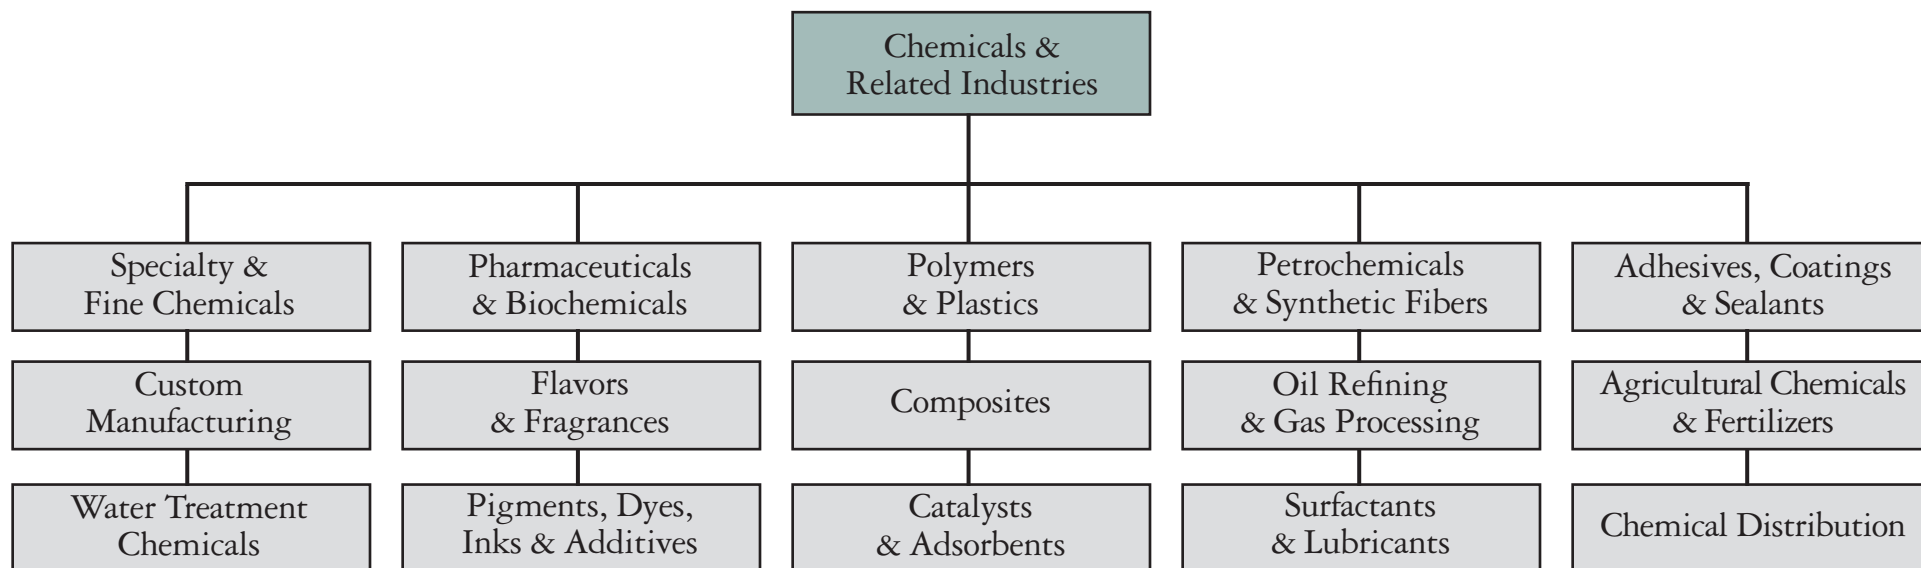 Chemicals &
Related Industries
Specialty &
Fine Chemicals
Pharmaceuticals
& Biochemicals
Polymers
& Plastics
Petrochemicals
& Synthetic Fibers
Adhesives, Coatings
& Sealants
Custom
Manufacturing
Flavors
& Fragrances
Composites
Oil Refining
& Gas Processing
Agricultural Chemicals
& Fertilizers
Water Treatment
Chemicals
Pigments, Dyes,
Inks & Additives
Catalysts
& Adsorbents
Surfactants
& Lubricants
Chemical Distribution